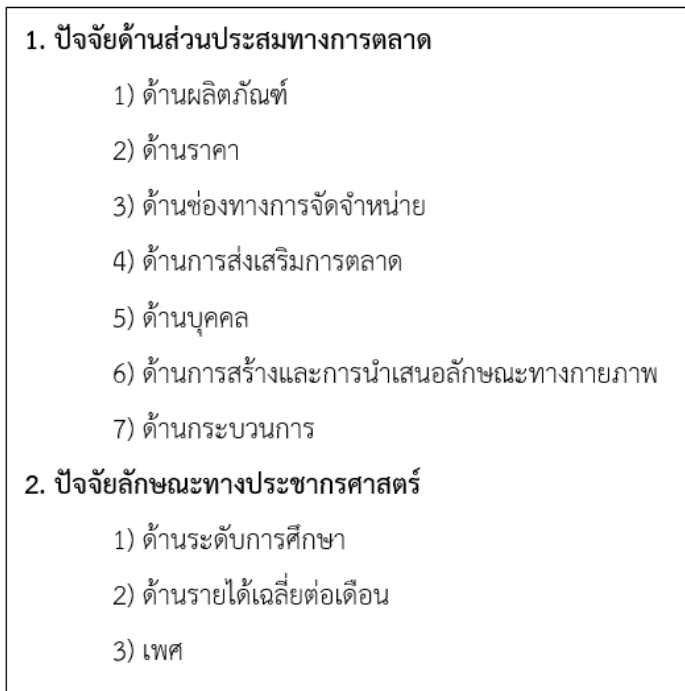 1. ปัจจัยด้านส่วนประสมทางการตลาด
1) ด้านผลิตภัณฑ์
2) ด้านราคา
3) ด้านช่องทางการจัดจำหน่าย
4) ด้านการส่งเสริมการตลาด
5) ด้านบุคคล
6) ด้านการสร้างและการนำเสนอลักษณะทางกายภาพ
7) ด้านกระบวนการ
2. ปัจจัยลักษณะทางประชากรศาสตร์
1) ด้านระดับการศึกษา
2) ด้านรายได้เฉลี่ยต่อเดือน
3) เพศ